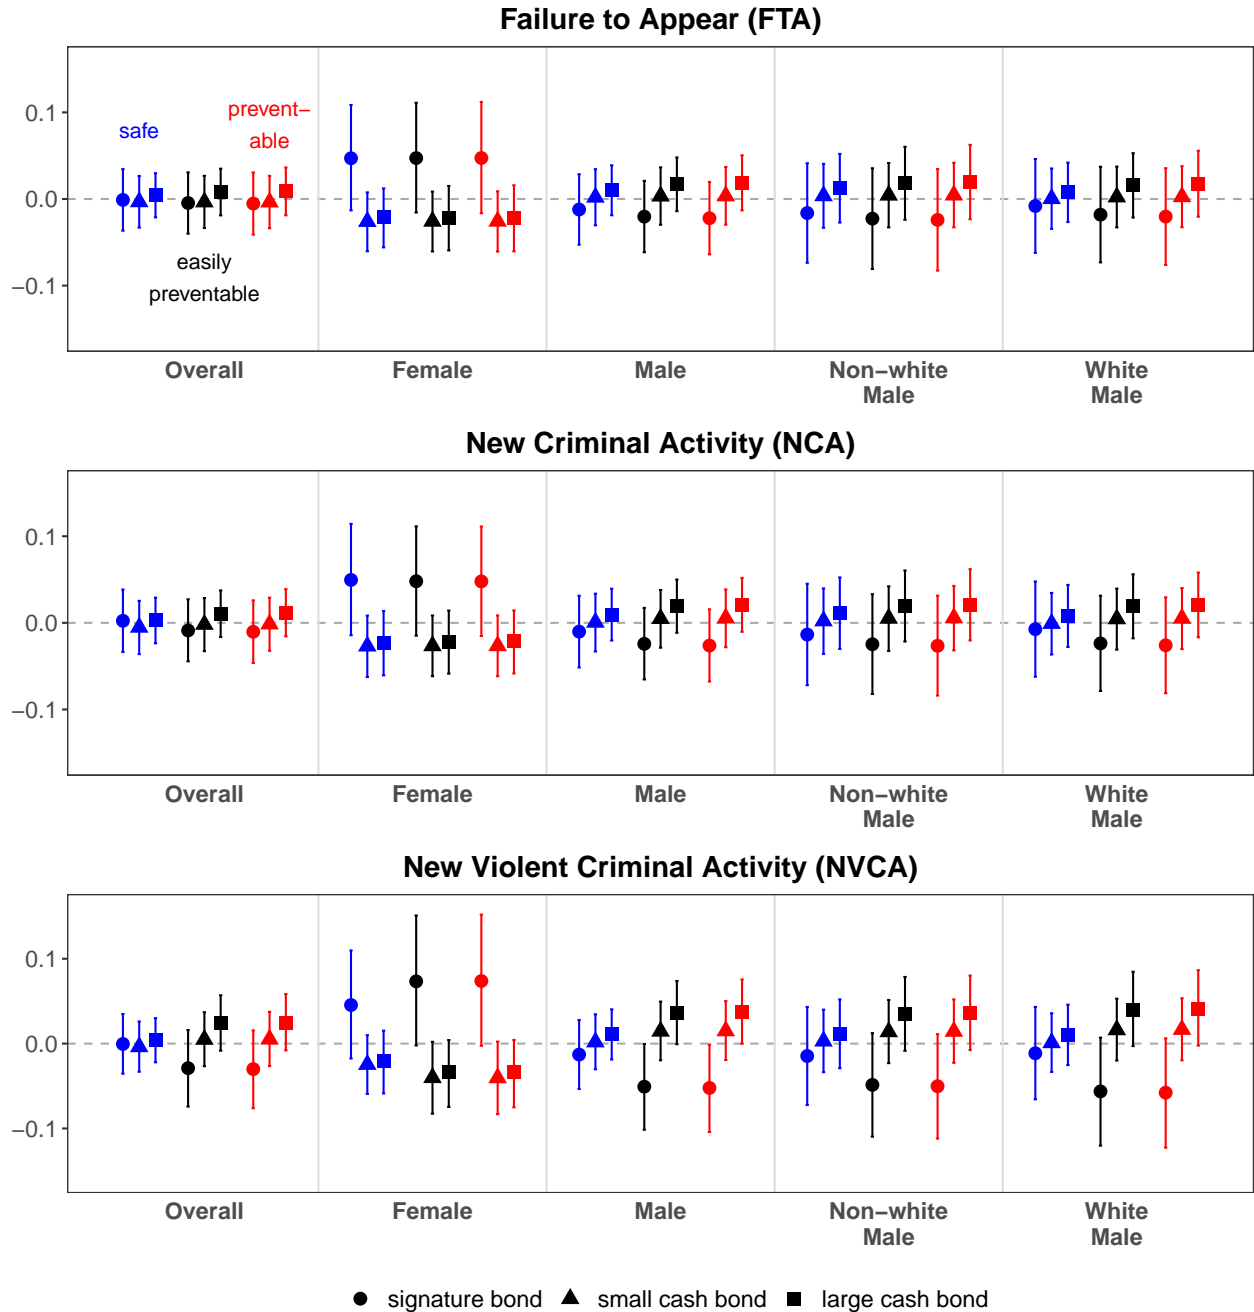 Failure to Appear (FTA)
0.1
0.0
−0.1
safe
prevent−
able
easily
preventable
Overall
Female
Male
Non−white
Male
White
Male
New Criminal Activity (NCA)
0.1
0.0
−0.1
Overall
Female
Male
Non−white
Male
White
Male
New Violent Criminal Activity (NVCA)
0.1
0.0
−0.1
Overall
Female
Male
Non−white
Male
White
Male
signature bond
small cash bond
large cash bond